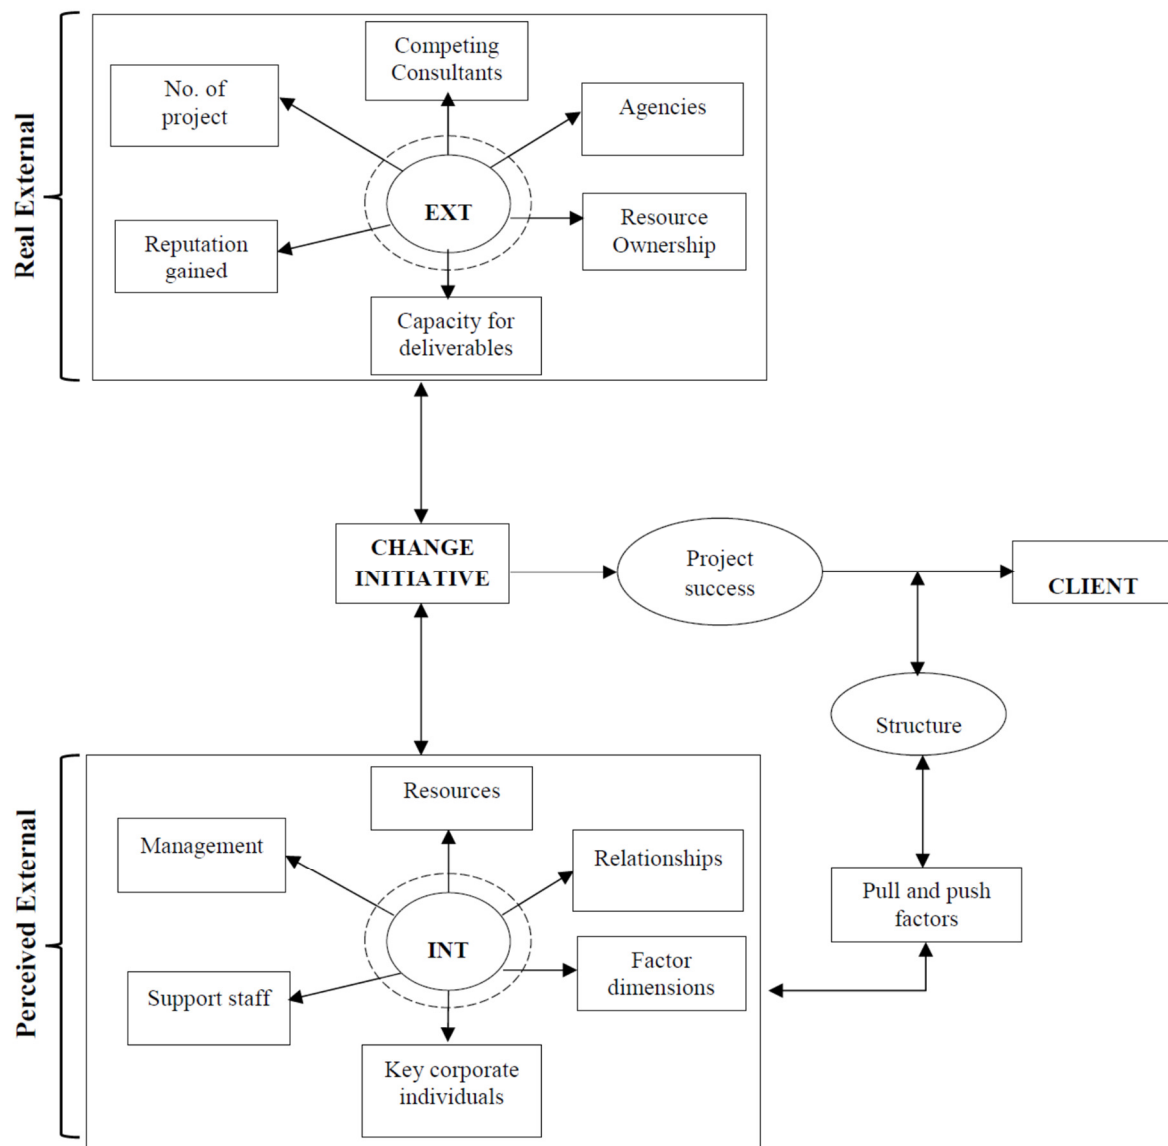 Real External
Competing
Consultants
No. of
project
Agencies
EXT
Resource
Ownership
Reputation
gained
Capacity for
deliverables
CHANGE
INITIATIVE
Project
success
CLIENT
Structure
Perceived External
Resources
Management
Relationships
Pull and push
factors
INT
Factor
dimensions
Support staff
Key corporate
individuals